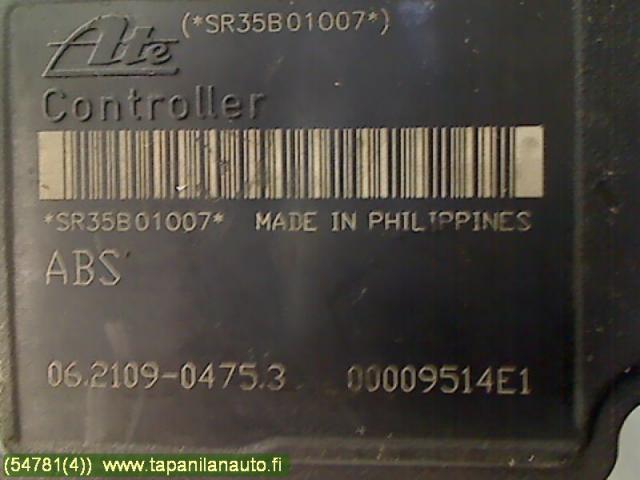 (*SR35B01007*)
Ate
Controller
*SR35B01007* MADE IN PHILIPPINES
ABS
06.2109-0475.3 00009514E1
(54781(4)) www.tapanilanauto.fi